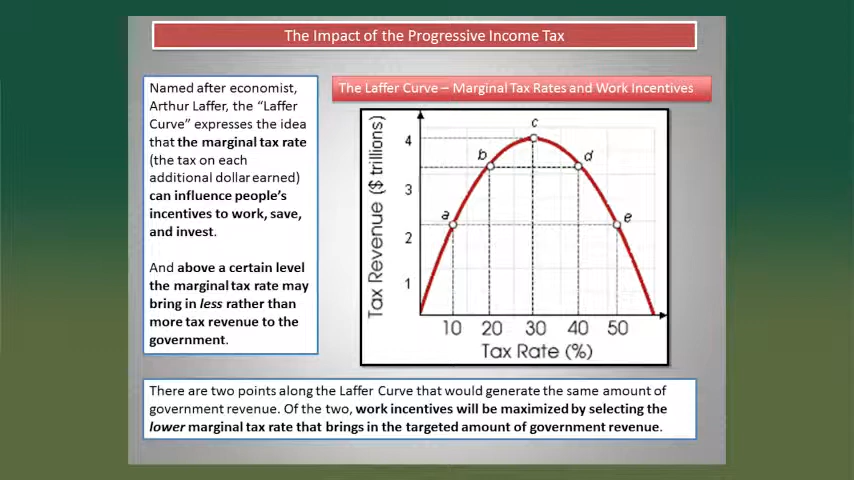 The Impact of the Progressive Income Tax
Named after economist,
Arthur Laffer, the “Laffer
Curve” expresses the idea
that the marginal tax rate
(the tax on each
additional dollar earned)
can influence people’s
incentives to work, save,
and invest.
And above a certain level
the marginal tax rate may
bring in less rather than
more tax revenue to the
government.
The Laffer Curve – Marginal Tax Rates and Work Incentives
Tax Revenue ($ trillions)
4
3
2
1
a
b
c
d
e
10 20 30 40 50
Tax Rate (%)
There are two points along the Laffer Curve that would generate the same amount of
government revenue. Of the two, work incentives will be maximized by selecting the
lower marginal tax rate that brings in the targeted amount of government revenue.